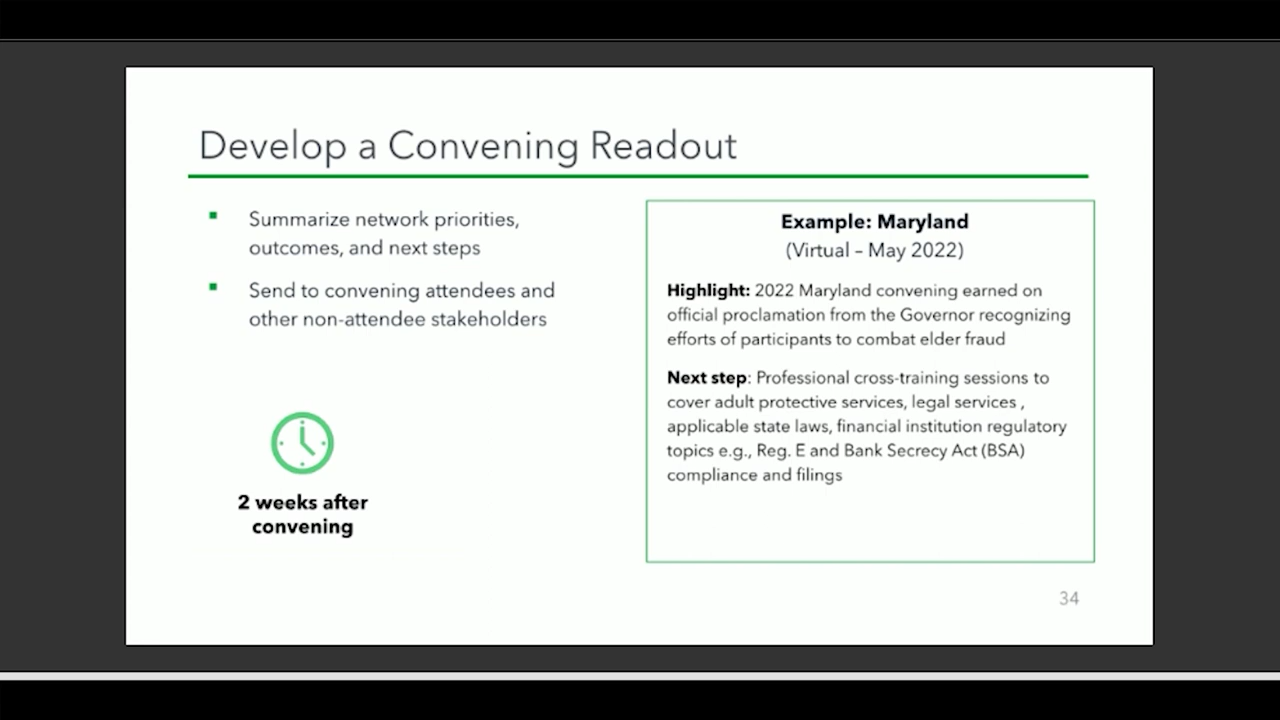 Develop a Convening Readout
Summarize network priorities,
outcomes, and next steps
Send to convening attendees and
other non-attendee stakeholders
2 weeks after
convening
Example: Maryland
(Virtual – May 2022)
Highlight: 2022 Maryland convening earned on
official proclamation from the Governor recognizing
efforts of participants to combat elder fraud
Next step: Professional cross-training sessions to
cover adult protective services, legal services ,
applicable state laws, financial institution regulatory
topics e.g., Reg. E and Bank Secrecy Act (BSA)
compliance and filings
34